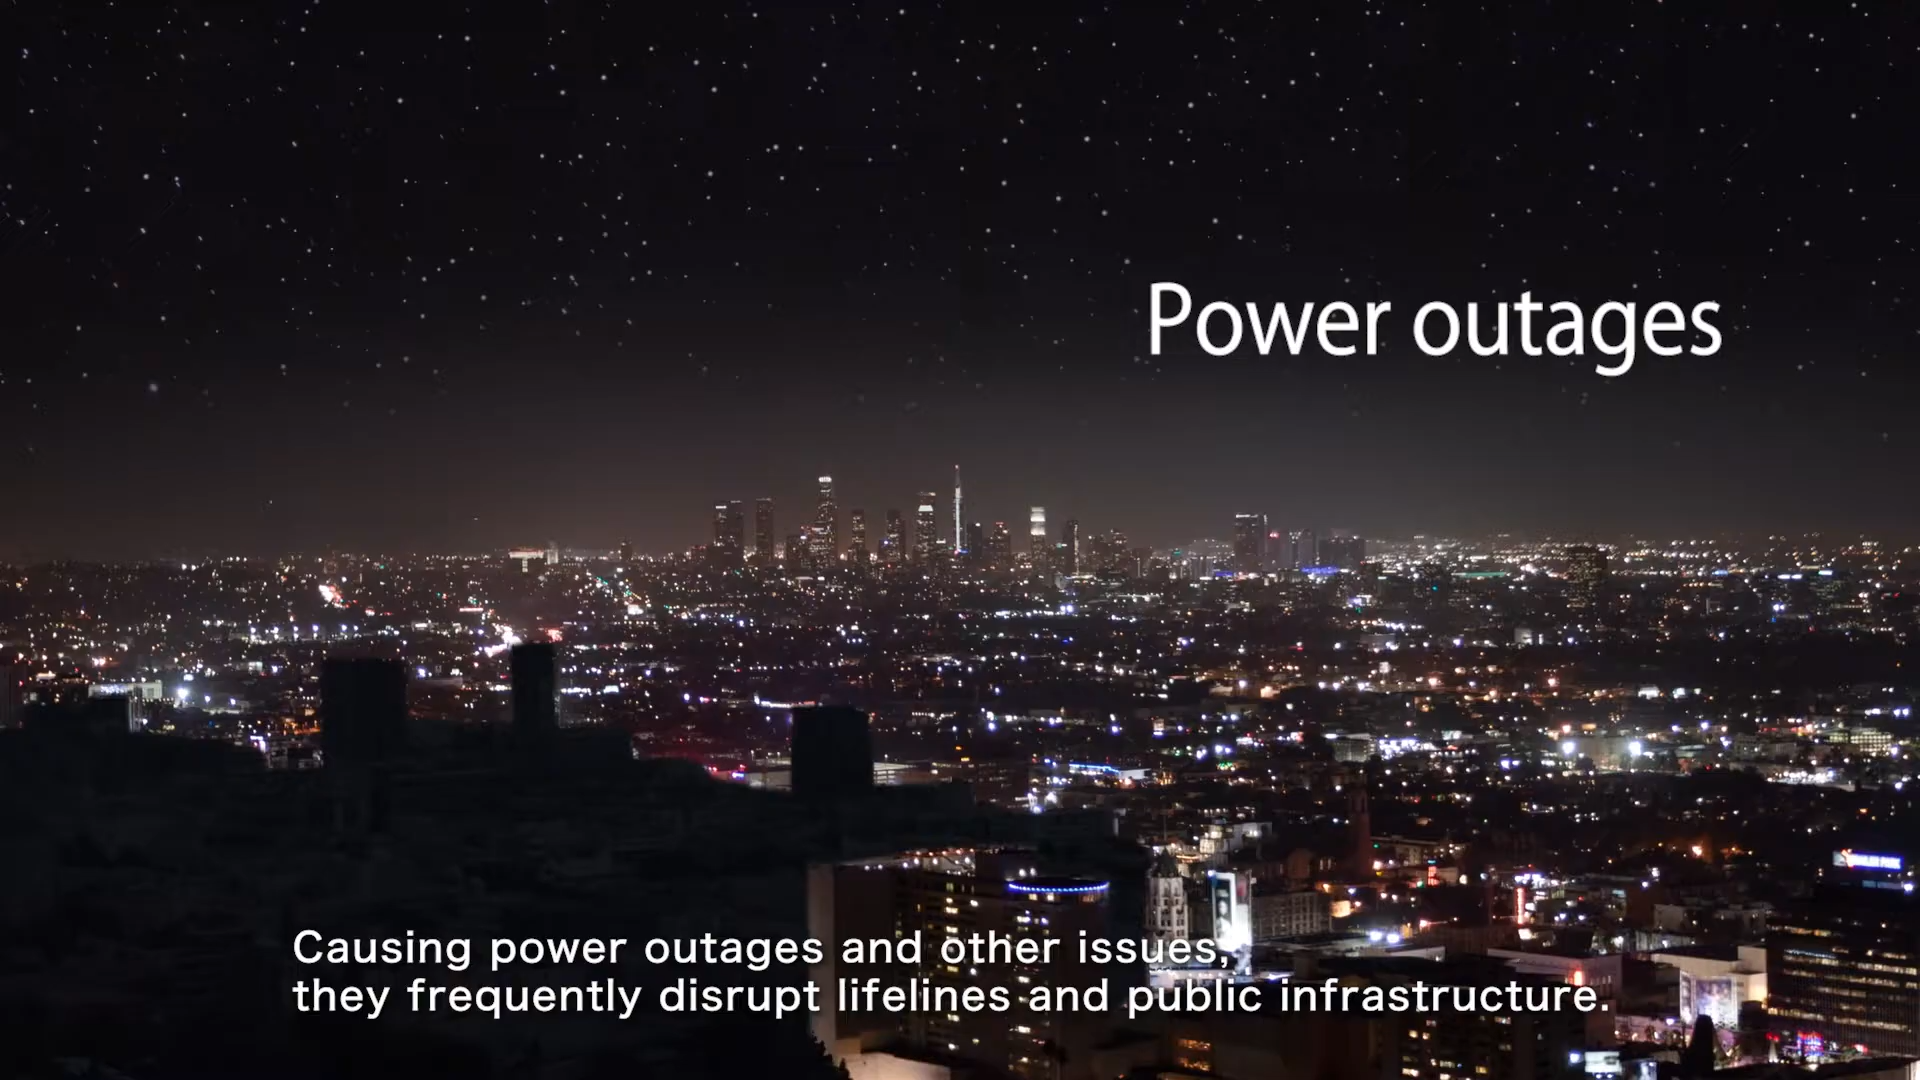 Power outages
Causing power outages and other issues,
they frequently disrupt lifelines and public infrastructure.